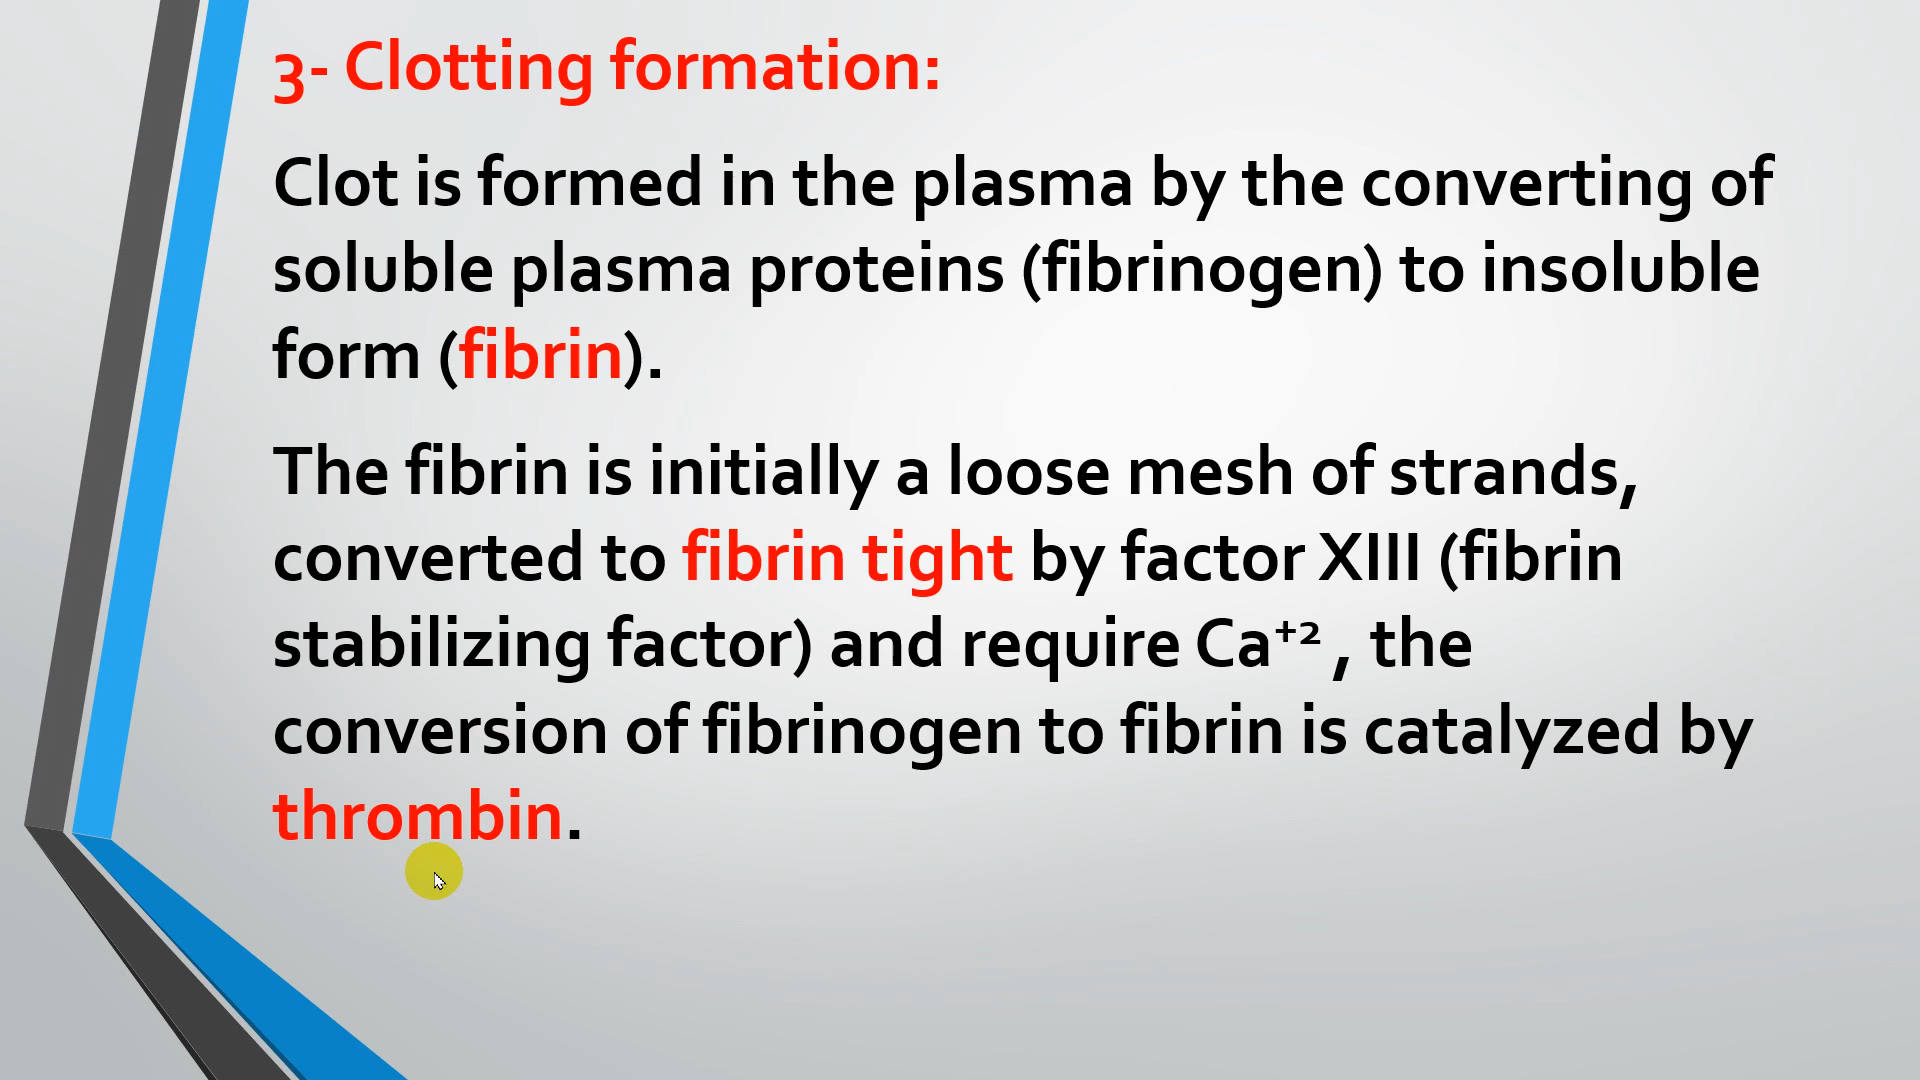 3- Clotting formation:
Clot is formed in the plasma by the converting of
soluble plasma proteins (fibrinogen) to insoluble
form (fibrin).
The fibrin is initially a loose mesh of strands,
converted to fibrin tight by factor XIII (fibrin
stabilizing factor) and require Ca⁺² , the
conversion of fibrinogen to fibrin is catalyzed by
thrombin.